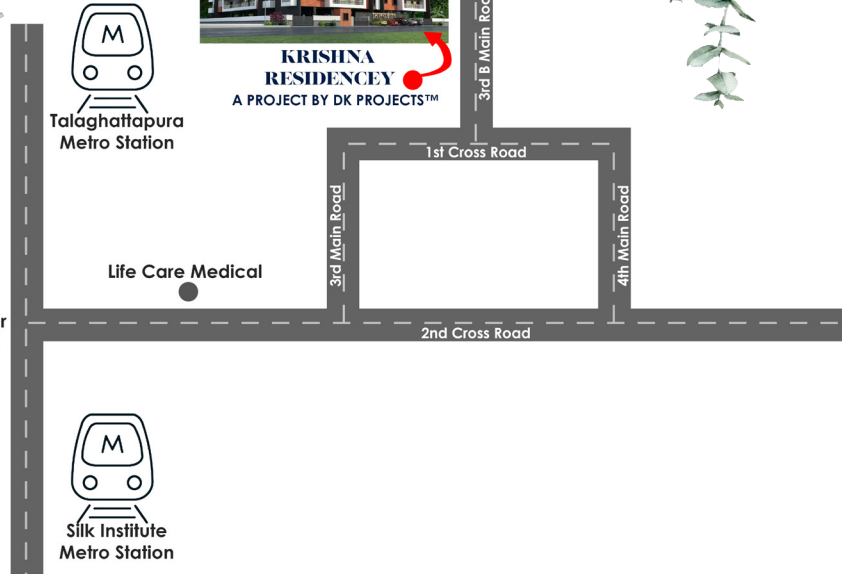 M
Talaghattapura
Metro Station
KRISHNA
RESIDENCEY
A PROJECT BY DK PROJECTS™
3rd B Main
1st Cross Road
3rd Main Road
4th Main Road
Life Care Medical
2nd Cross Road
M
Silk Institute
Metro Station